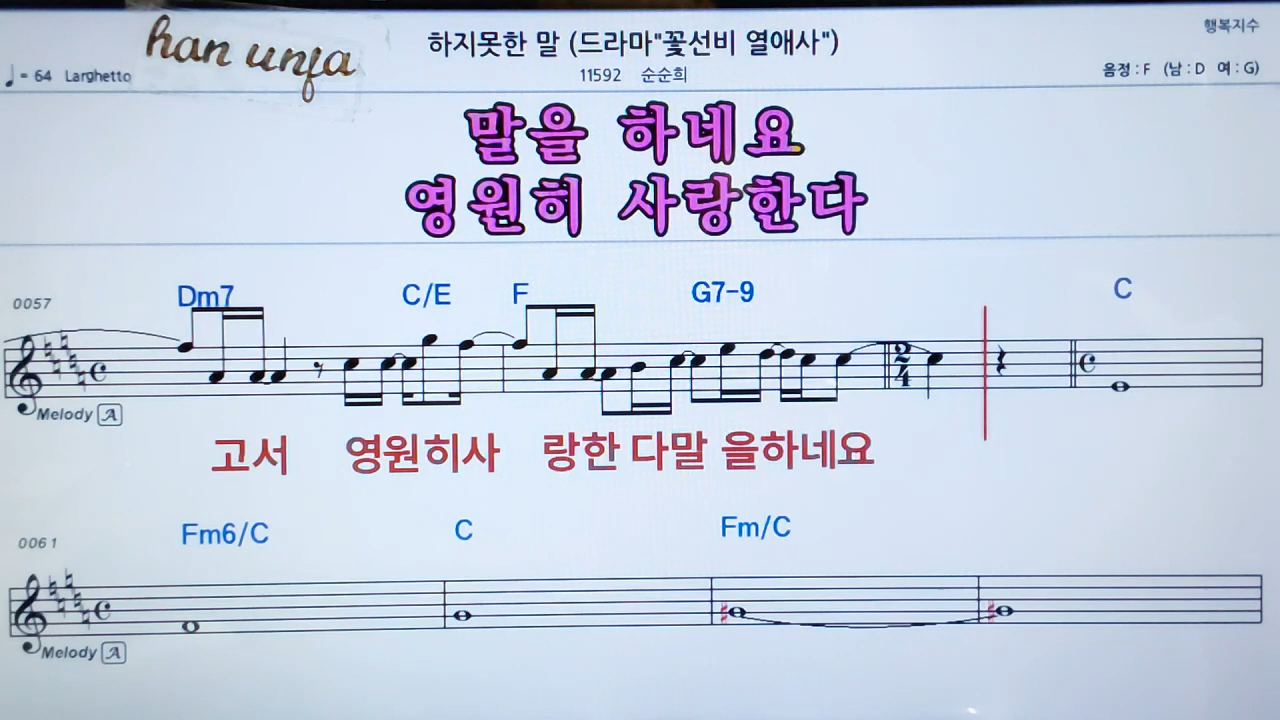 han unja
하지못한 말 (드라마"꽃선비 열애사")
행복지수
♩= 64 Larghetto
11592 순순희
음정 : F (남 : D 여 : G)
말을 하네요
영원히 사랑한다
0057
Dm7 C/E F G7-9 C
2/4
Melody A
고서 영원히사 랑한 다말 을하네요
0061
Fm6/C C Fm/C
Melody A